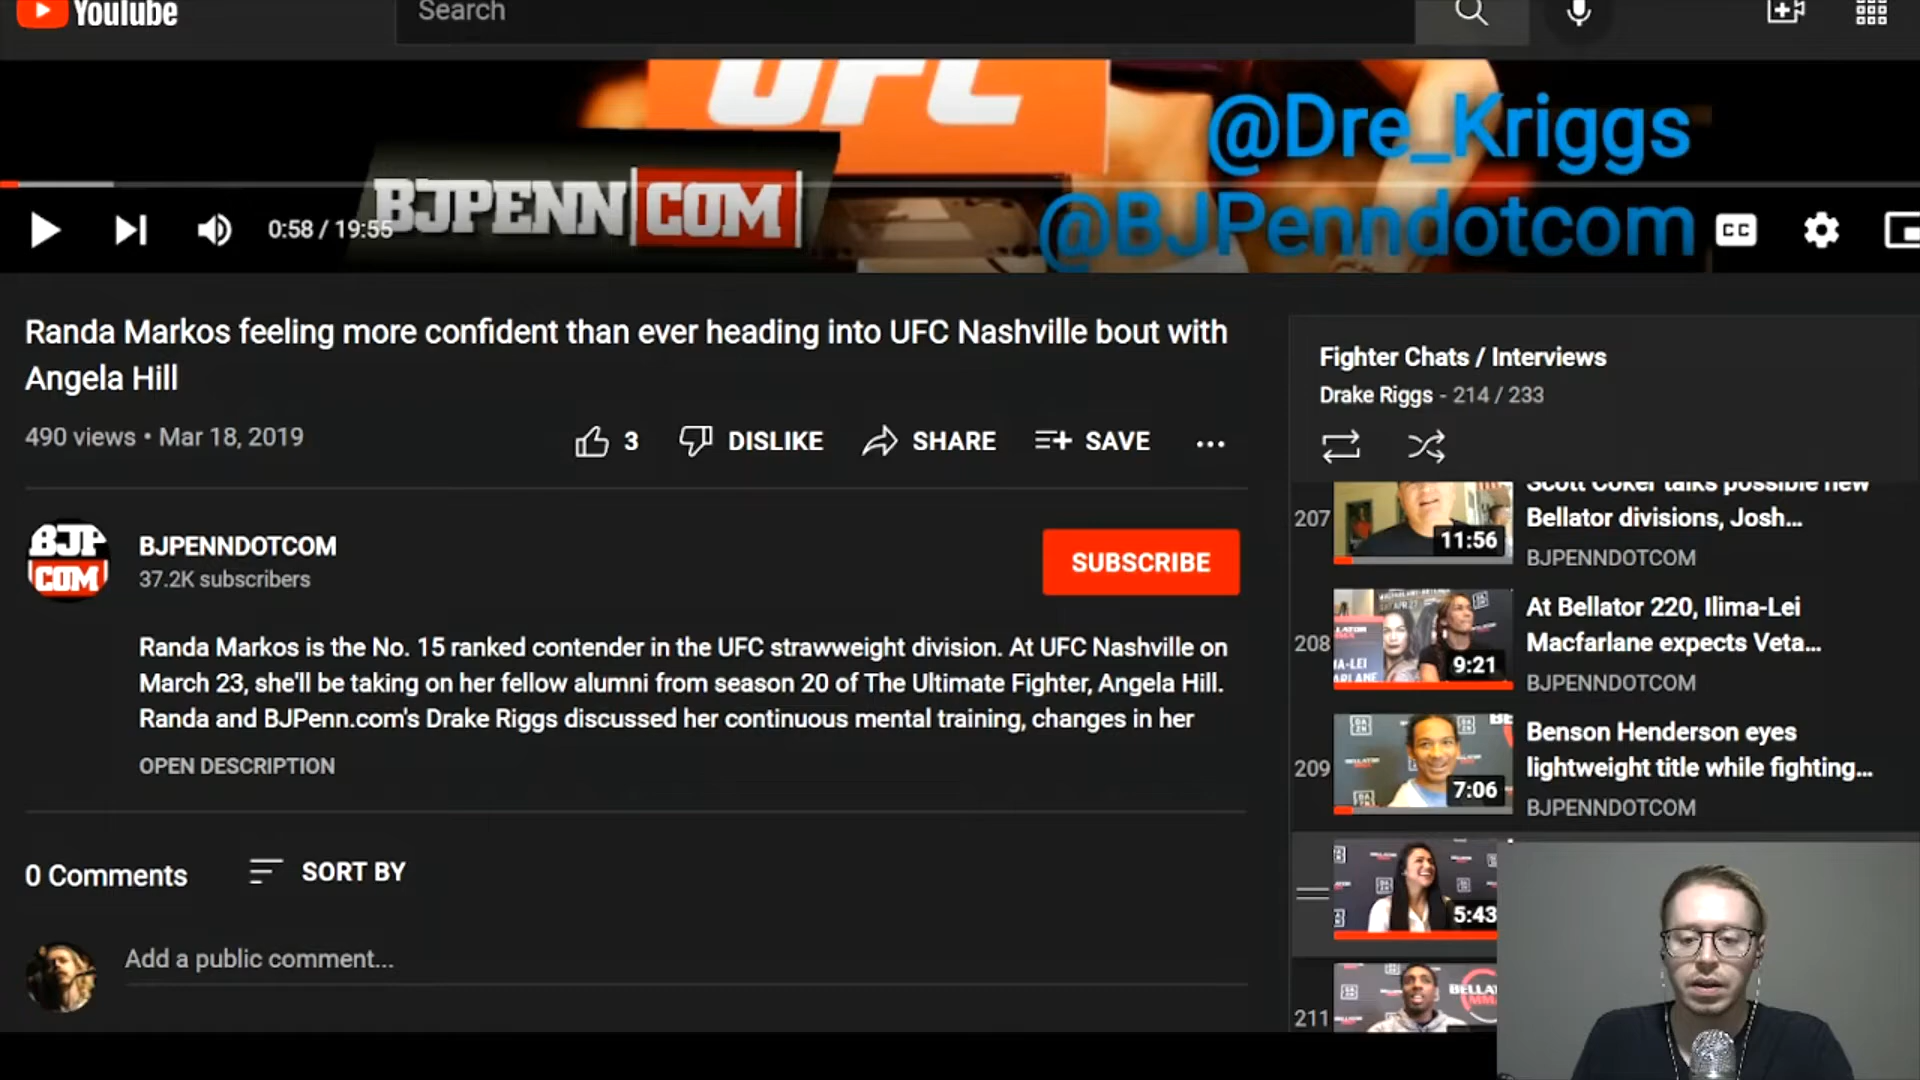 YouTube
Search
UFC
@Dre_Kriggs
BJPENN COM
@BJPenndotcom
0:58 / 19:55
CC
Randa Markos feeling more confident than ever heading into UFC Nashville bout with
Angela Hill
490 views • Mar 18, 2019
3
DISLIKE
SHARE
SAVE
BJP
COM
BJPENNDOTCOM
37.2K subscribers
SUBSCRIBE
Randa Markos is the No. 15 ranked contender in the UFC strawweight division. At UFC Nashville on
March 23, she'll be taking on her fellow alumni from season 20 of The Ultimate Fighter, Angela Hill.
Randa and BJPenn.com's Drake Riggs discussed her continuous mental training, changes in her
OPEN DESCRIPTION
0 Comments
SORT BY
Add a public comment...
Fighter Chats / Interviews
Drake Riggs - 214 / 233
207
11:56
Scott Coker talks possible new
Bellator divisions, Josh...
BJPENNDOTCOM
208
9:21
At Bellator 220, Ilima-Lei
Macfarlane expects Veta...
BJPENNDOTCOM
209
7:06
Benson Henderson eyes
lightweight title while fighting...
BJPENNDOTCOM
5:43
211